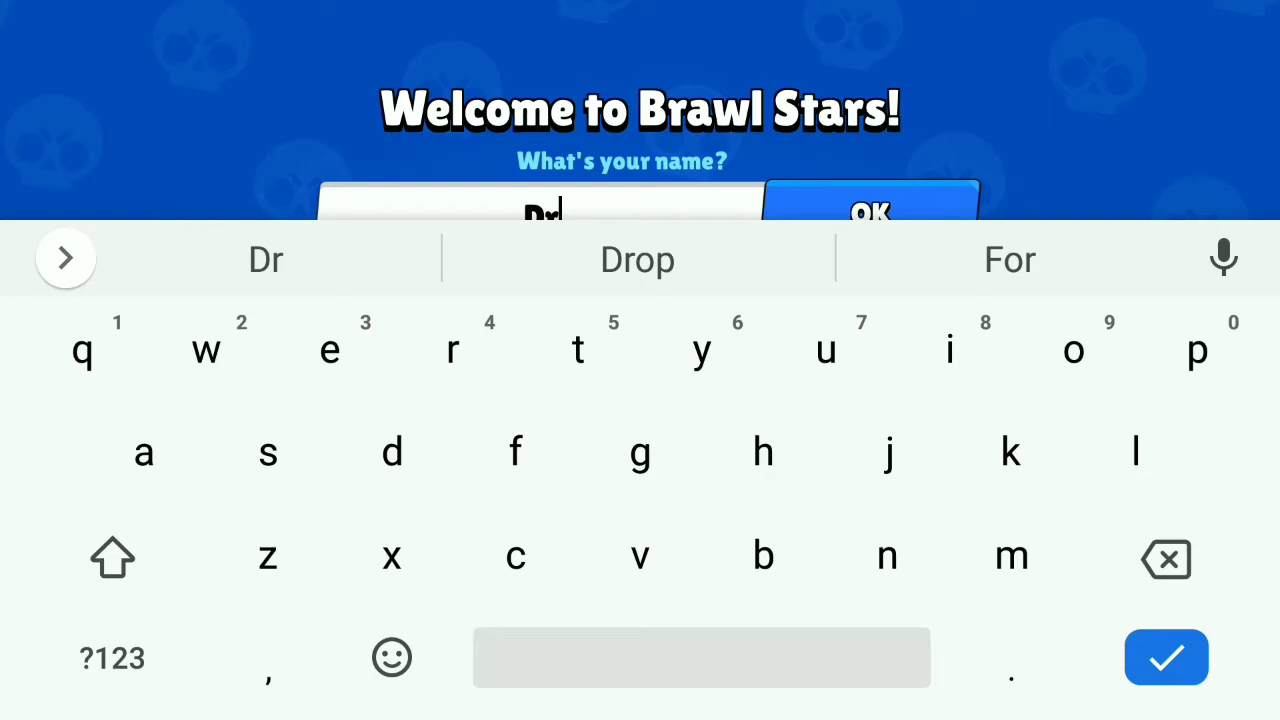 Welcome to Brawl Stars!
What's your name?
Dr OK
Dr Drop For
1 2 3 4 5 6 7 8 9 0
q w e r t y u i o p
a s d f g h j k l
z x c v b n m
?123 , .